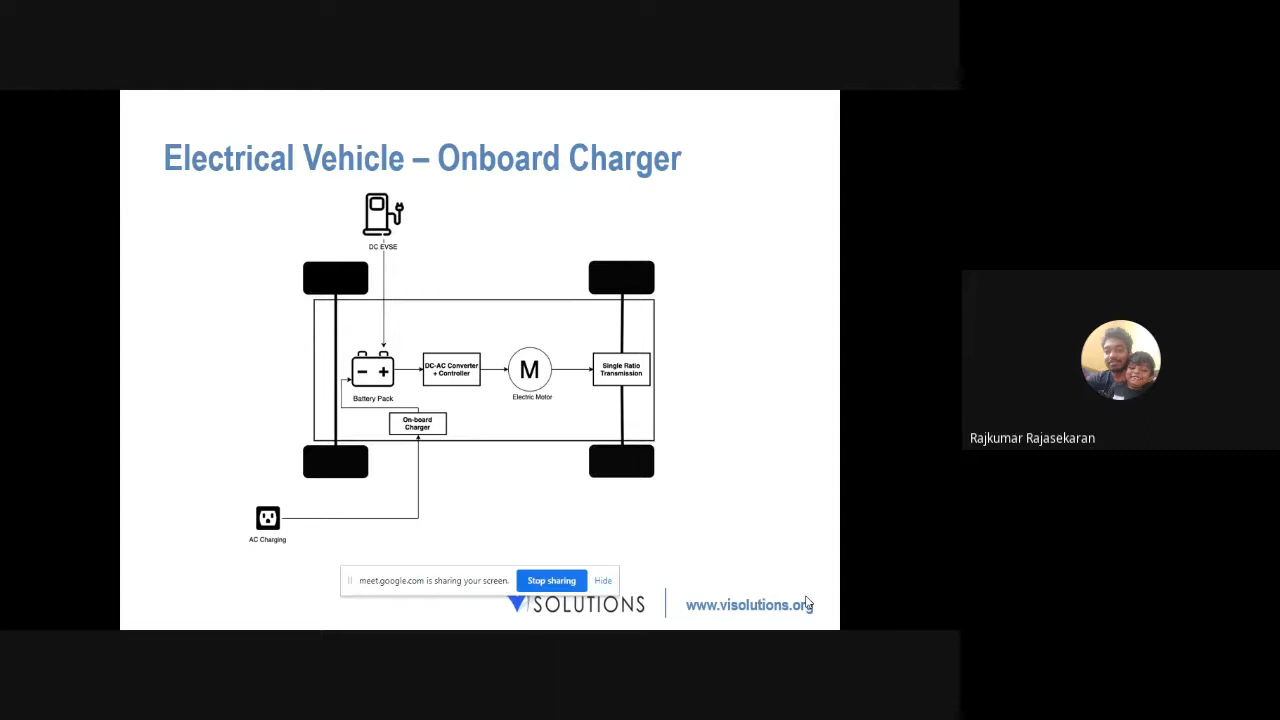 Electrical Vehicle – Onboard Charger
DC EVSE
DC-AC Converter
+ Controller
M
Single Ratio
Transmission
Battery Pack
Electric Motor
On-board
Charger
AC Charging
Rajkumar Rajasekaran
meet.google.com is sharing your screen.
Stop sharing
Hide
VI SOLUTIONS
www.visolutions.org